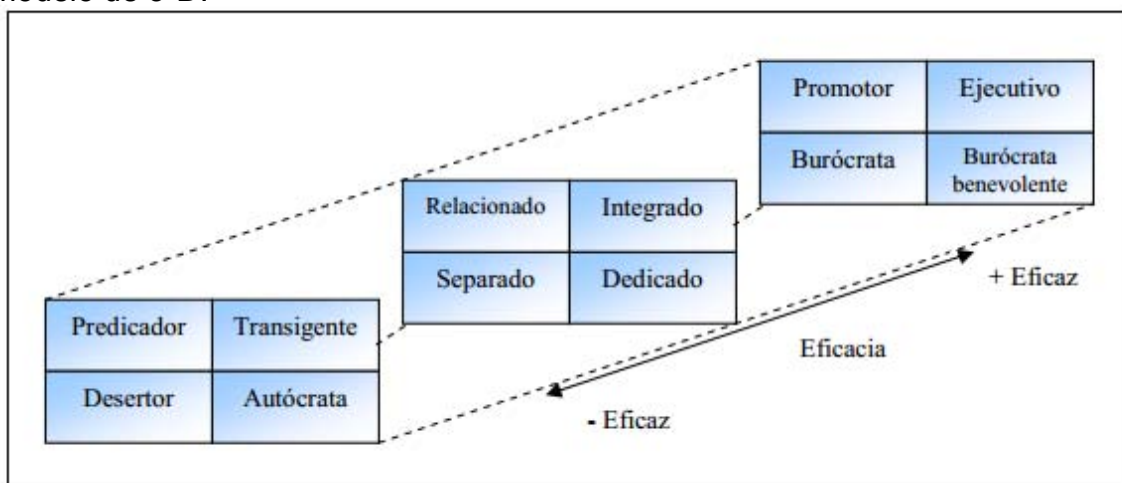 Promotor Ejecutivo
Burócrata Burócrata
benevolente
Relacionado Integrado
Separado Dedicado
+ Eficaz
Predicador Transigente
Eficacia
Desertor Autócrata
- Eficaz